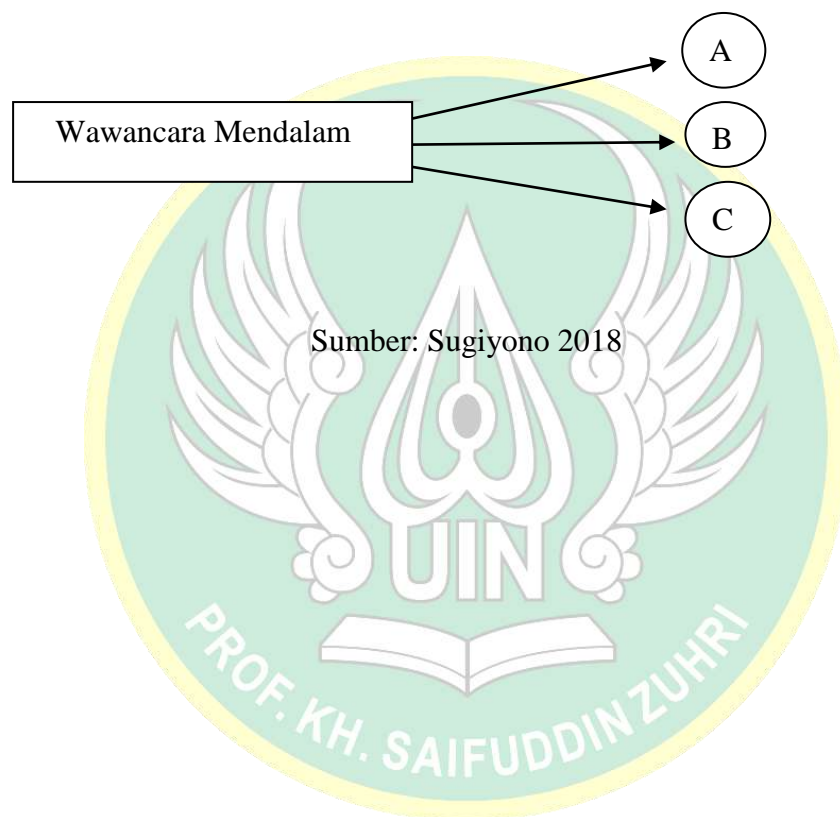 A
Wawancara Mendalam
B
C
Sumber: Sugiyono 2018
UIN
PROF. KH. SAIFUDDIN ZUHRI